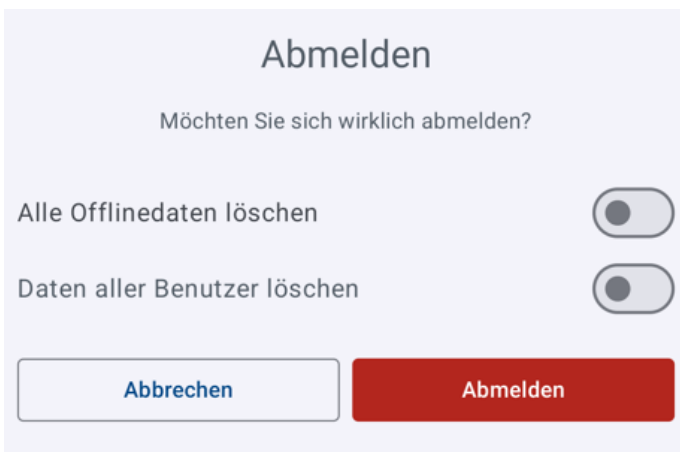 Abmelden
Möchten Sie sich wirklich abmelden?
Alle Offlinedaten löschen
Daten aller Benutzer löschen
Abbrechen
Abmelden